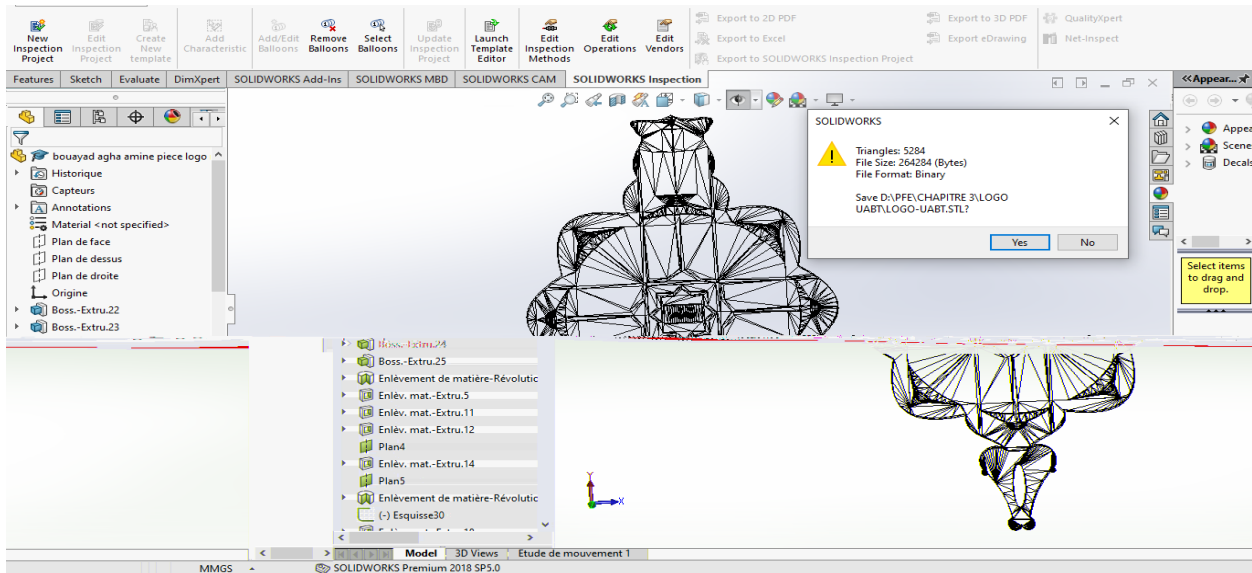 New Inspection Project
Edit Inspection Project
Create New template
Add Characteristic
Add/Edit Balloons
Remove Balloons
Select Balloons
Update Inspection Project
Launch Template Editor
Edit Inspection Methods
Edit Operations
Edit Vendors
Export to 2D PDF
Export to Excel
Export to SOLIDWORKS Inspection Project
Export to 3D PDF
Export eDrawing
QualityXpert
Net-Inspect
Features Sketch Evaluate DimXpert SOLIDWORKS Add-Ins SOLIDWORKS MBD SOLIDWORKS CAM SOLIDWORKS Inspection
<<Appear...
bouayad agha amine piece logo
Historique
Capteurs
Annotations
Material <not specified>
Plan de face
Plan de dessus
Plan de droite
Origine
Boss.-Extru.22
Boss.-Extru.23
SOLIDWORKS
Triangles: 5284
File Size: 264284 (Bytes)
File Format: Binary
Save D:\PFE\CHAPITRE 3\LOGO
UABT\LOGO-UABT.STL?
Yes No
Appea
Scene
Decals
Select items
to drag and
drop.
Boss.-Extru.24
Boss.-Extru.25
Enlèvement de matière-Révolutic
Enlèv. mat.-Extru.5
Enlèv. mat.-Extru.11
Enlèv. mat.-Extru.12
Plan4
Enlèv. mat.-Extru.14
Plan5
Enlèvement de matière-Révolutic
(-) Esquisse30
Y
X
Model 3D Views Etude de mouvement 1
MMGS
SOLIDWORKS Premium 2018 SP5.0